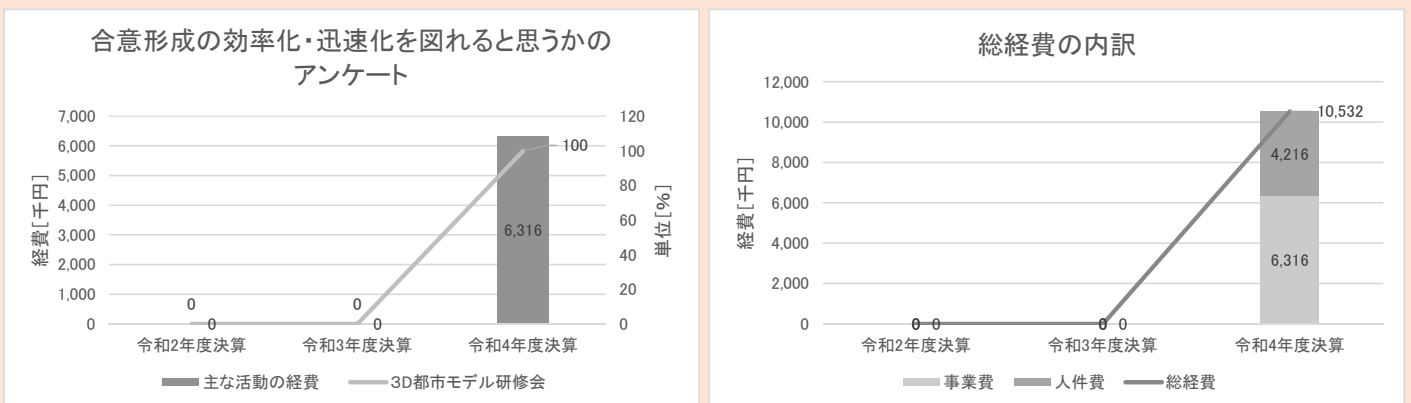 合意形成の効率化・迅速化を図れると思うかの
アンケート
7,000
6,000
5,000
4,000
3,000
2,000
1,000
0
経費[千円]
120
100
80
60
40
20
0
単位[%]
0
0
0
0
100
6,316
令和2年度決算
令和3年度決算
令和4年度決算
主な活動の経費
3D都市モデル研修会
総経費の内訳
12,000
10,000
8,000
6,000
4,000
2,000
0
経費[千円]
0
0
0
0
10,532
4,216
6,316
令和2年度決算
令和3年度決算
令和4年度決算
事業費
人件費
総経費